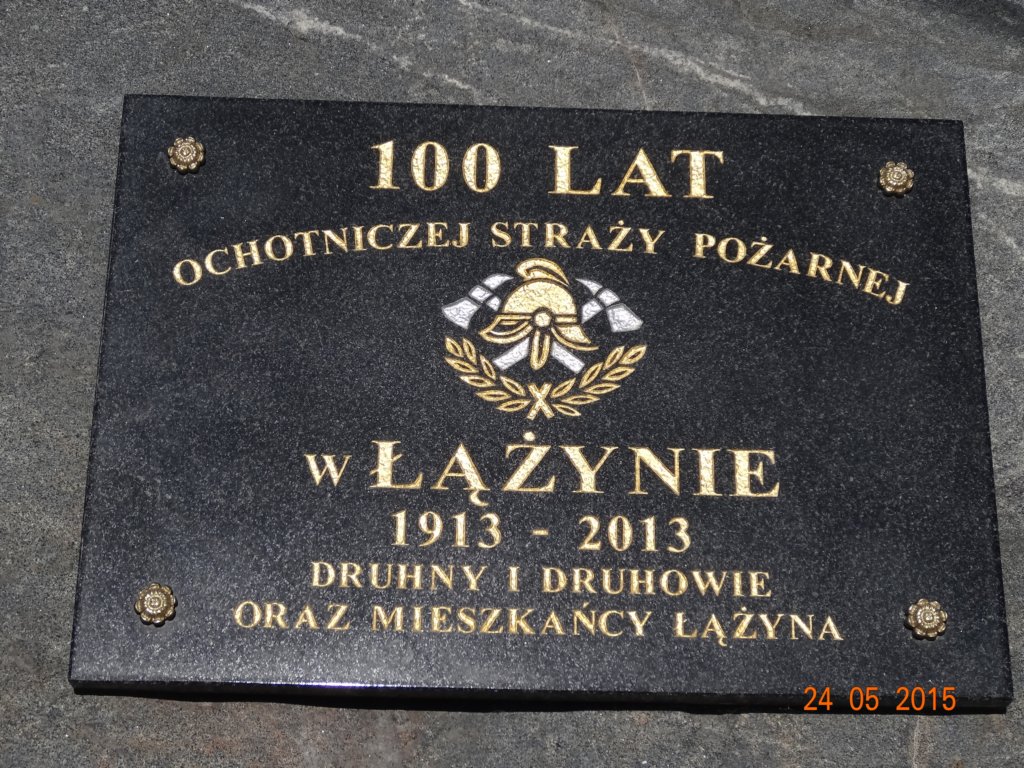 100 LAT
OCHOTNICZEJ STRAŻY POŻARNEJ
W ŁĄŻYNIE
1913 - 2013
DRUHNY I DRUHOWIE
ORAZ MIESZKAŃCY ŁĄŻYNA
24 05 2015